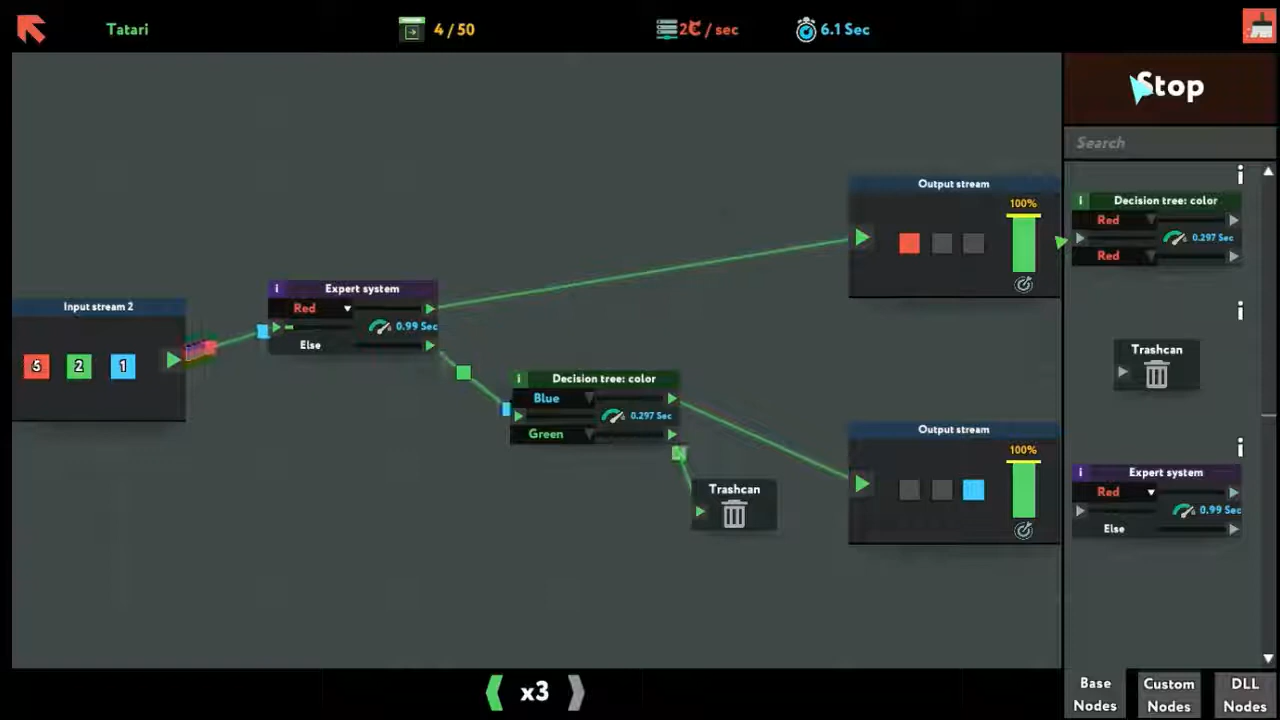 Tatari
4 / 50
2€ / sec
6.1 Sec
Stop
Search
i
Decision tree: color
Red
0.297 Sec
Red
i
Trashcan
i
Expert system
Red
0.99 Sec
Else
Input stream 2
5 2 1
i Expert system
Red
0.99 Sec
Else
i Decision tree: color
Blue
0.297 Sec
Green
Trashcan
Output stream
100%
Output stream
100%
x3
Base Nodes
Custom Nodes
DLL Nodes